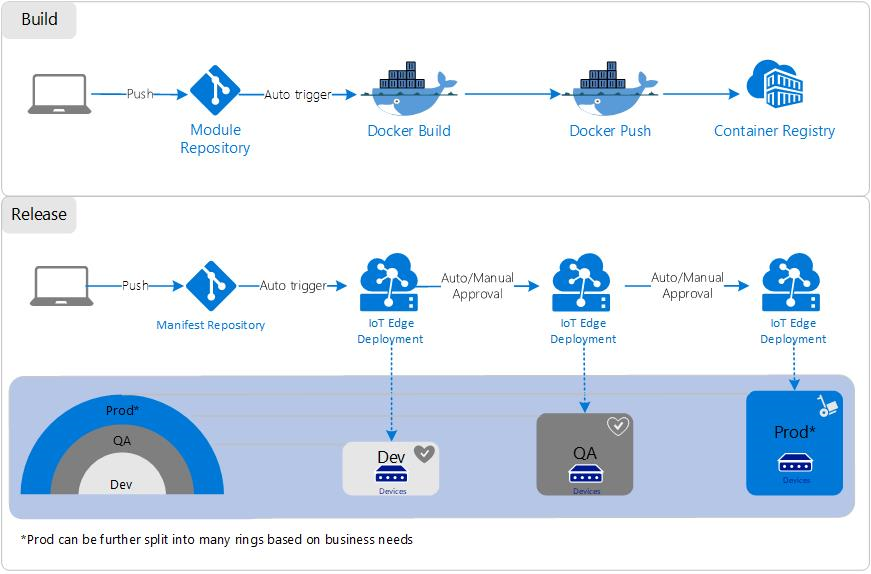 Build
Push
Auto trigger
Module
Repository
Docker Build
Docker Push
Container Registry
Release
Push
Auto trigger
Auto/Manual
Approval
Auto/Manual
Approval
Manifest Repository
IoT Edge
Deployment
IoT Edge
Deployment
IoT Edge
Deployment
Prod*
QA
Dev
Dev
Devices
QA
Devices
Prod*
Devices
*Prod can be further split into many rings based on business needs